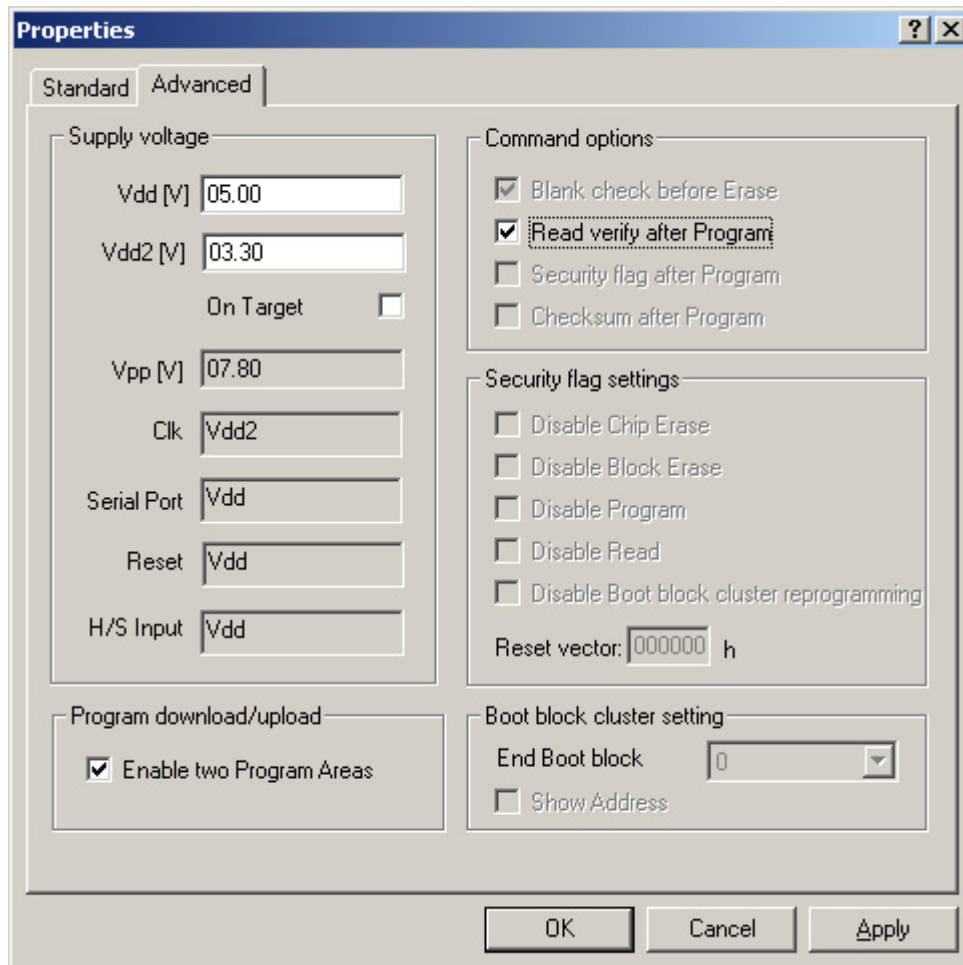 Properties
Standard
Advanced
Supply voltage
Vdd [V] 05.00
Vdd2 [V] 03.30
On Target
Vpp [V] 07.80
Clk Vdd2
Serial Port Vdd
Reset Vdd
H/S Input Vdd
Program download/upload
Enable two Program Areas
Command options
Blank check before Erase
Read verify after Program
Security flag after Program
Checksum after Program
Security flag settings
Disable Chip Erase
Disable Block Erase
Disable Program
Disable Read
Disable Boot block cluster reprogramming
Reset vector: 000000 h
Boot block cluster setting
End Boot block 0
Show Address
OK
Cancel
Apply